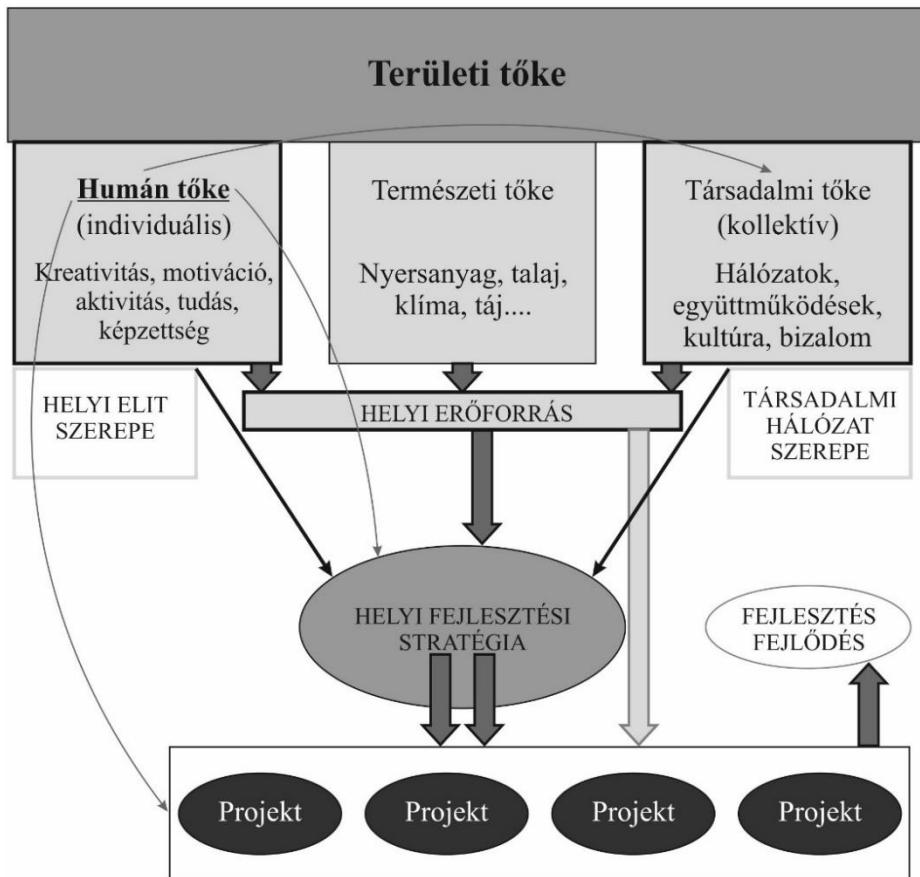 Területi tőke
Humán tőke
(individuális)
Kreativitás, motiváció,
aktivitás, tudás,
képzettség
Természeti tőke
Nyersanyag, talaj,
klíma, táj....
Társadalmi tőke
(kollektív)
Hálózatok,
együttműködések,
kultúra, bizalom
HELYI ELIT
SZEREPE
HELYI ERŐFORRÁS
TÁRSADALMI
HÁLÓZAT
SZEREPE
HELYI FEJLESZTÉSI
STRATÉGIA
FEJLESZTÉS
FEJLŐDÉS
Projekt
Projekt
Projekt
Projekt